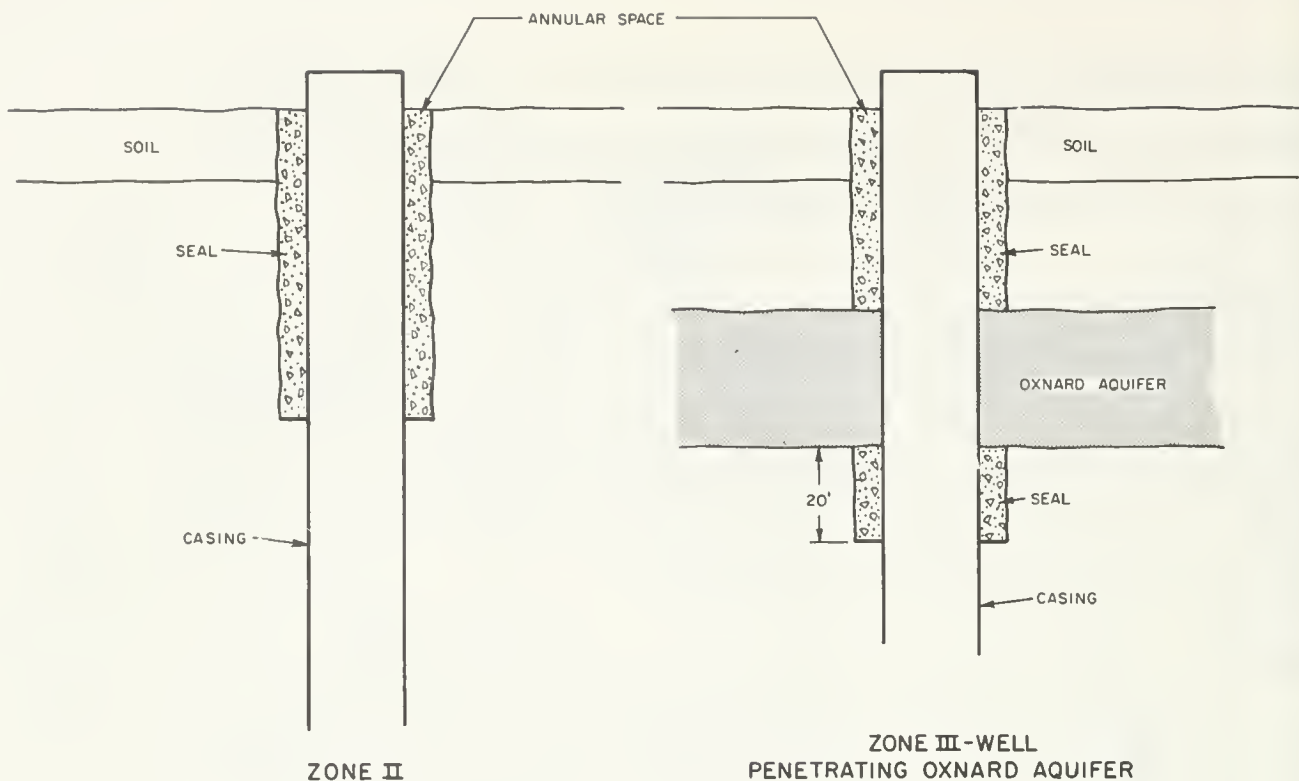 ANNULAR SPACE
SOIL
SOIL
SEAL
SEAL
OXNARD AQUIFER
20'
SEAL
CASING
CASING
ZONE II
ZONE III-WELL
PENETRATING OXNARD AQUIFER